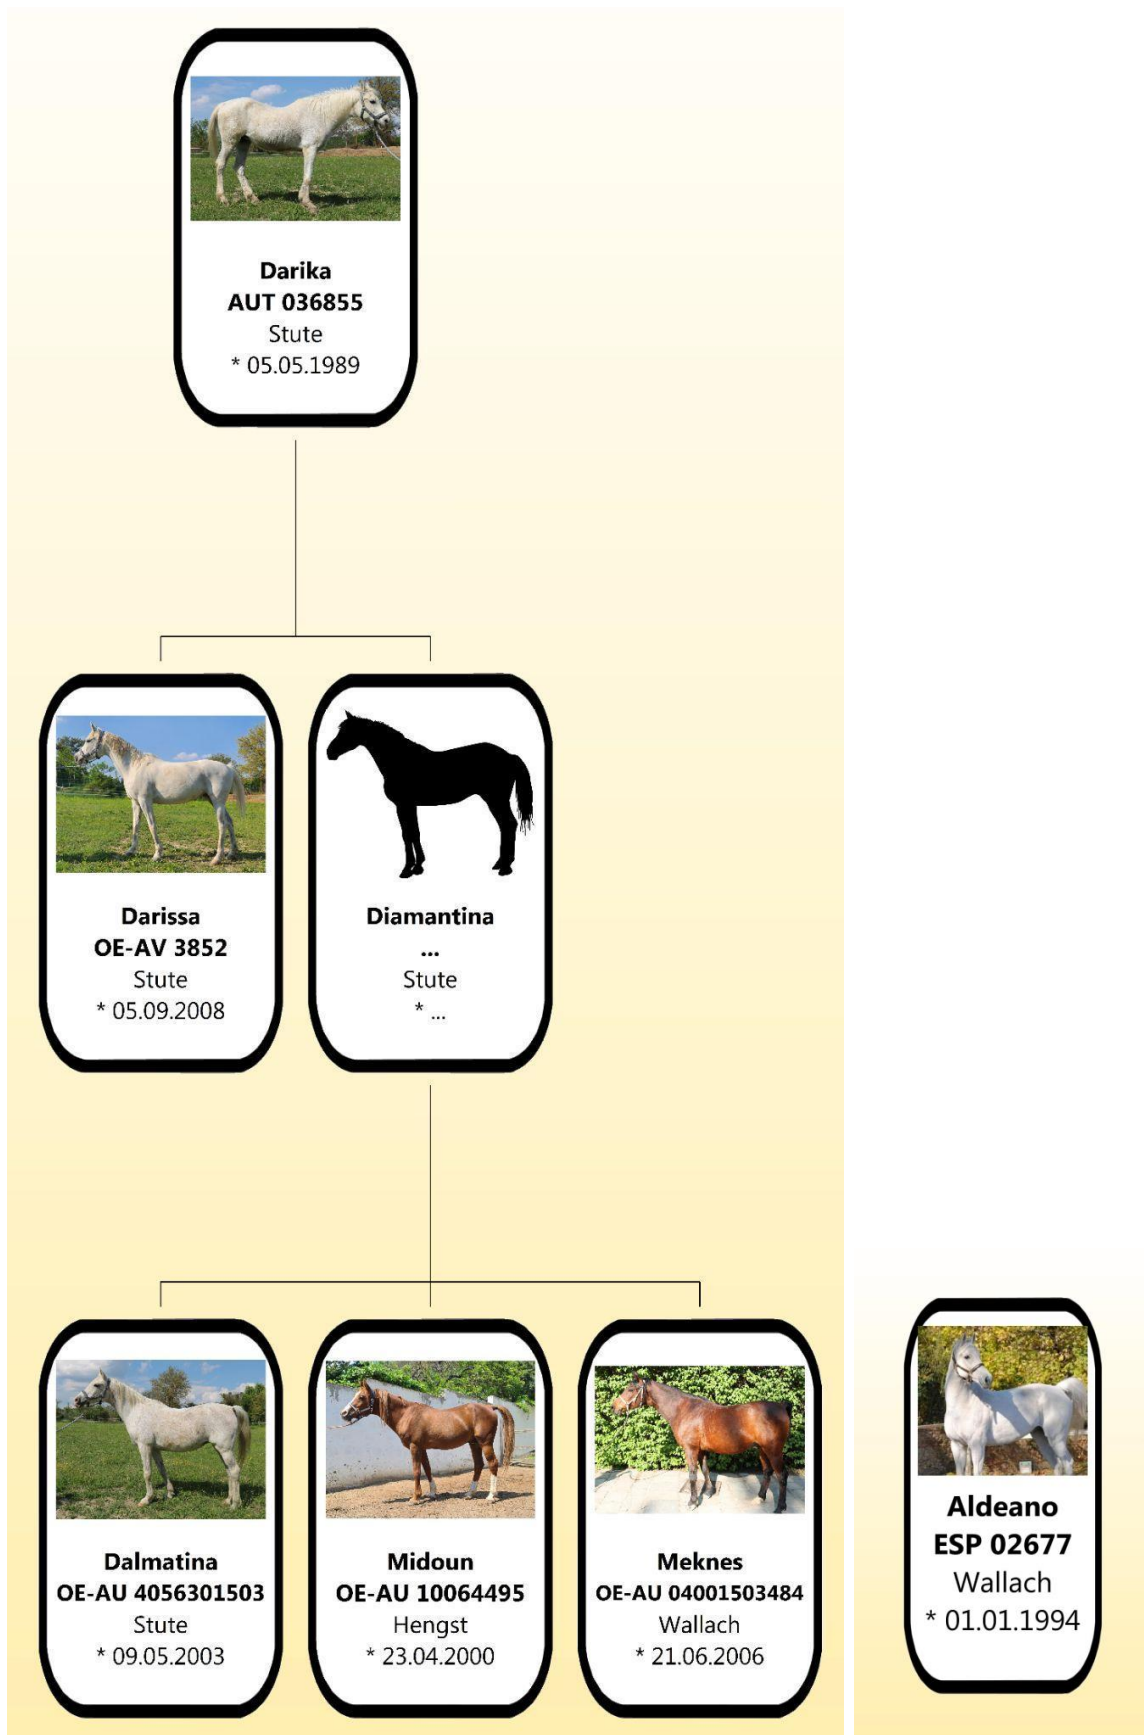 Darika
AUT 036855
Stute
* 05.05.1989
Darissa
OE-AV 3852
Stute
* 05.09.2008
Diamantina
...
Stute
* ...
Dalmatina
OE-AU 4056301503
Stute
* 09.05.2003
Midoun
OE-AU 10064495
Hengst
* 23.04.2000
Meknes
OE-AU 04001503484
Wallach
* 21.06.2006
Aldeano
ESP 02677
Wallach
* 01.01.1994